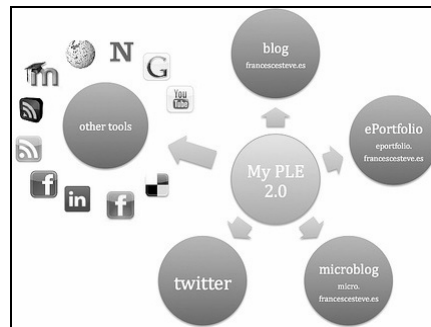 blog
francescesteve.es
m
N
G
You
Tube
other tools
ePortfolio
eportfolio.
francescesteve.es
My PLE
2.0
f
in
f
twitter
microblog
micro.
francescesteve.es